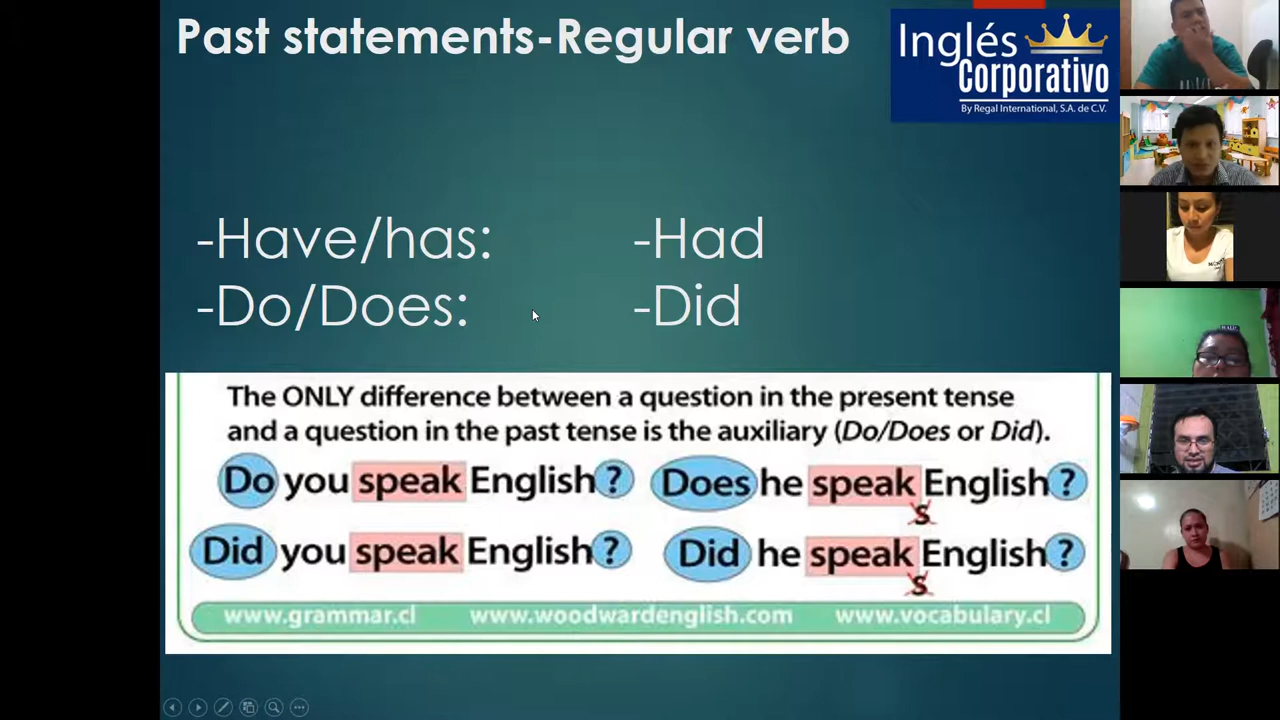 Past statements-Regular verb
Inglés
Corporativo
By Regal International, S.A. de C.V.
-Have/has: -Had
-Do/Does: -Did
The ONLY difference between a question in the present tense
and a question in the past tense is the auxiliary (Do/Does or Did).
Do you speak English? Does he speak English?
s
Did you speak English? Did he speak English?
s
www.grammar.cl www.woodwardenglish.com www.vocabulary.cl